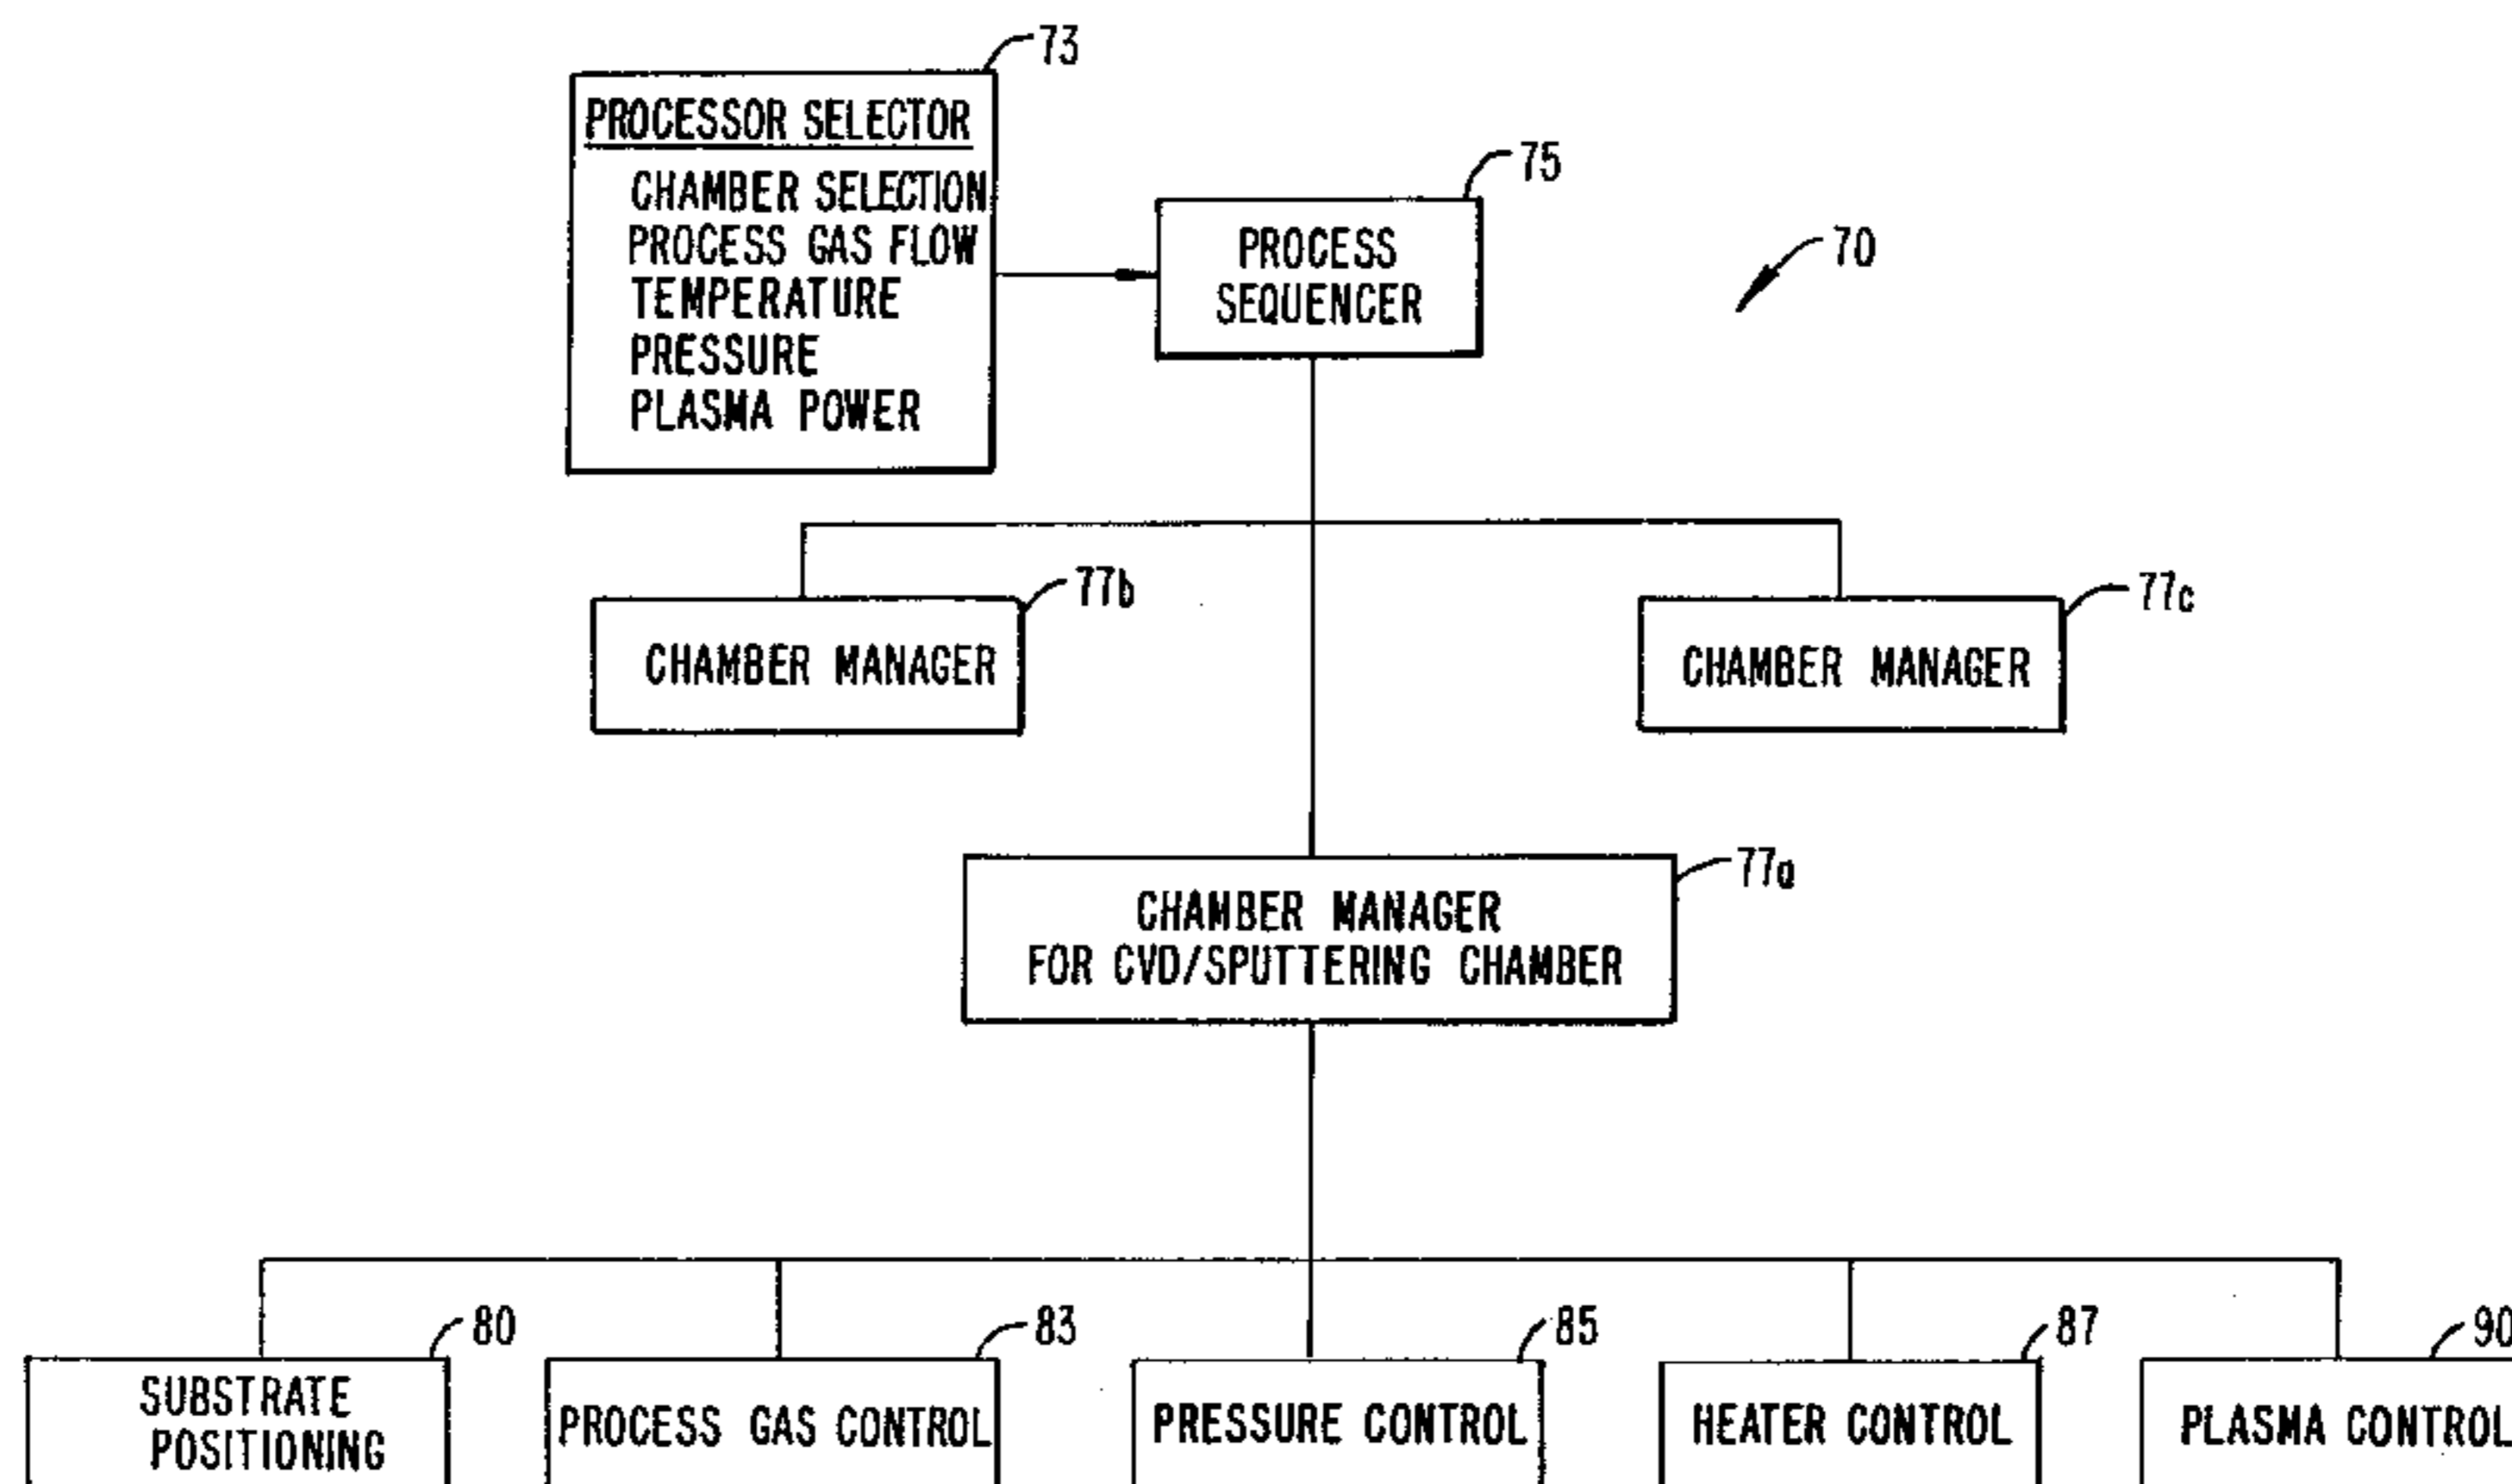 73
PROCESSOR SELECTOR
CHAMBER SELECTION
PROCESS GAS FLOW
TEMPERATURE
PRESSURE
PLASMA POWER
75
PROCESS
SEQUENCER
70
77b
CHAMBER MANAGER
77c
CHAMBER MANAGER
77a
CHAMBER MANAGER
FOR CVD/SPUTTERING CHAMBER
80
SUBSTRATE
POSITIONING
83
PROCESS GAS CONTROL
85
PRESSURE CONTROL
87
HEATER CONTROL
90
PLASMA CONTROL